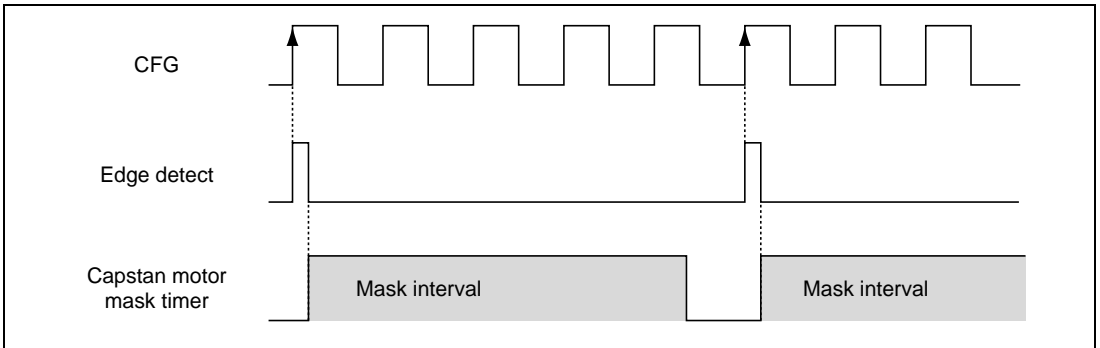 CFG
Edge detect
Capstan motor
mask timer
Mask interval
Mask interval